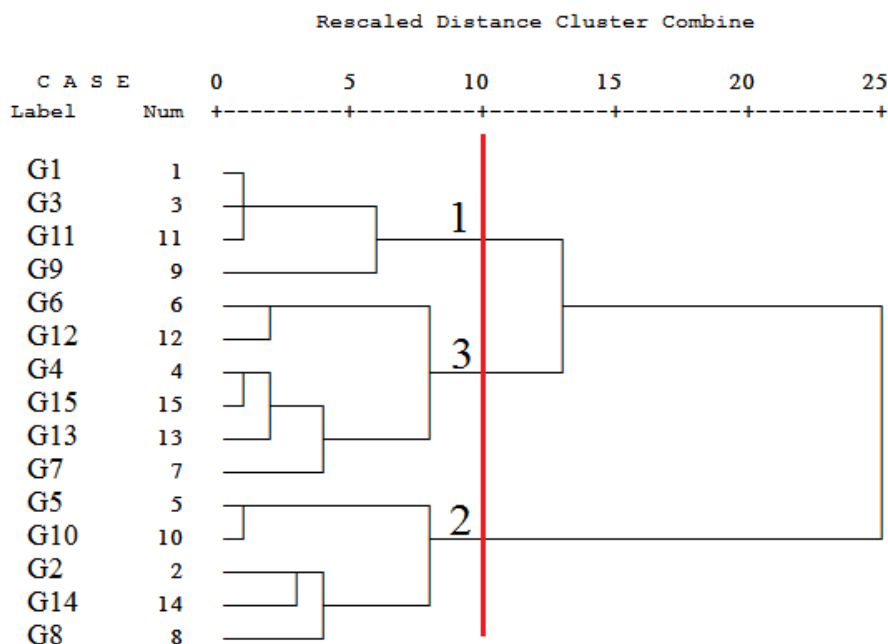 Rescaled Distance Cluster Combine
C A S E 0 5 10 15 20 25
Label Num +---------+---------+---------+---------+---------+
G1 1
G3 3
1
G11 11
G9 9
G6 6
G12 12
3
G4 4
G15 15
G13 13
G7 7
G5 5
2
G10 10
G2 2
G14 14
G8 8